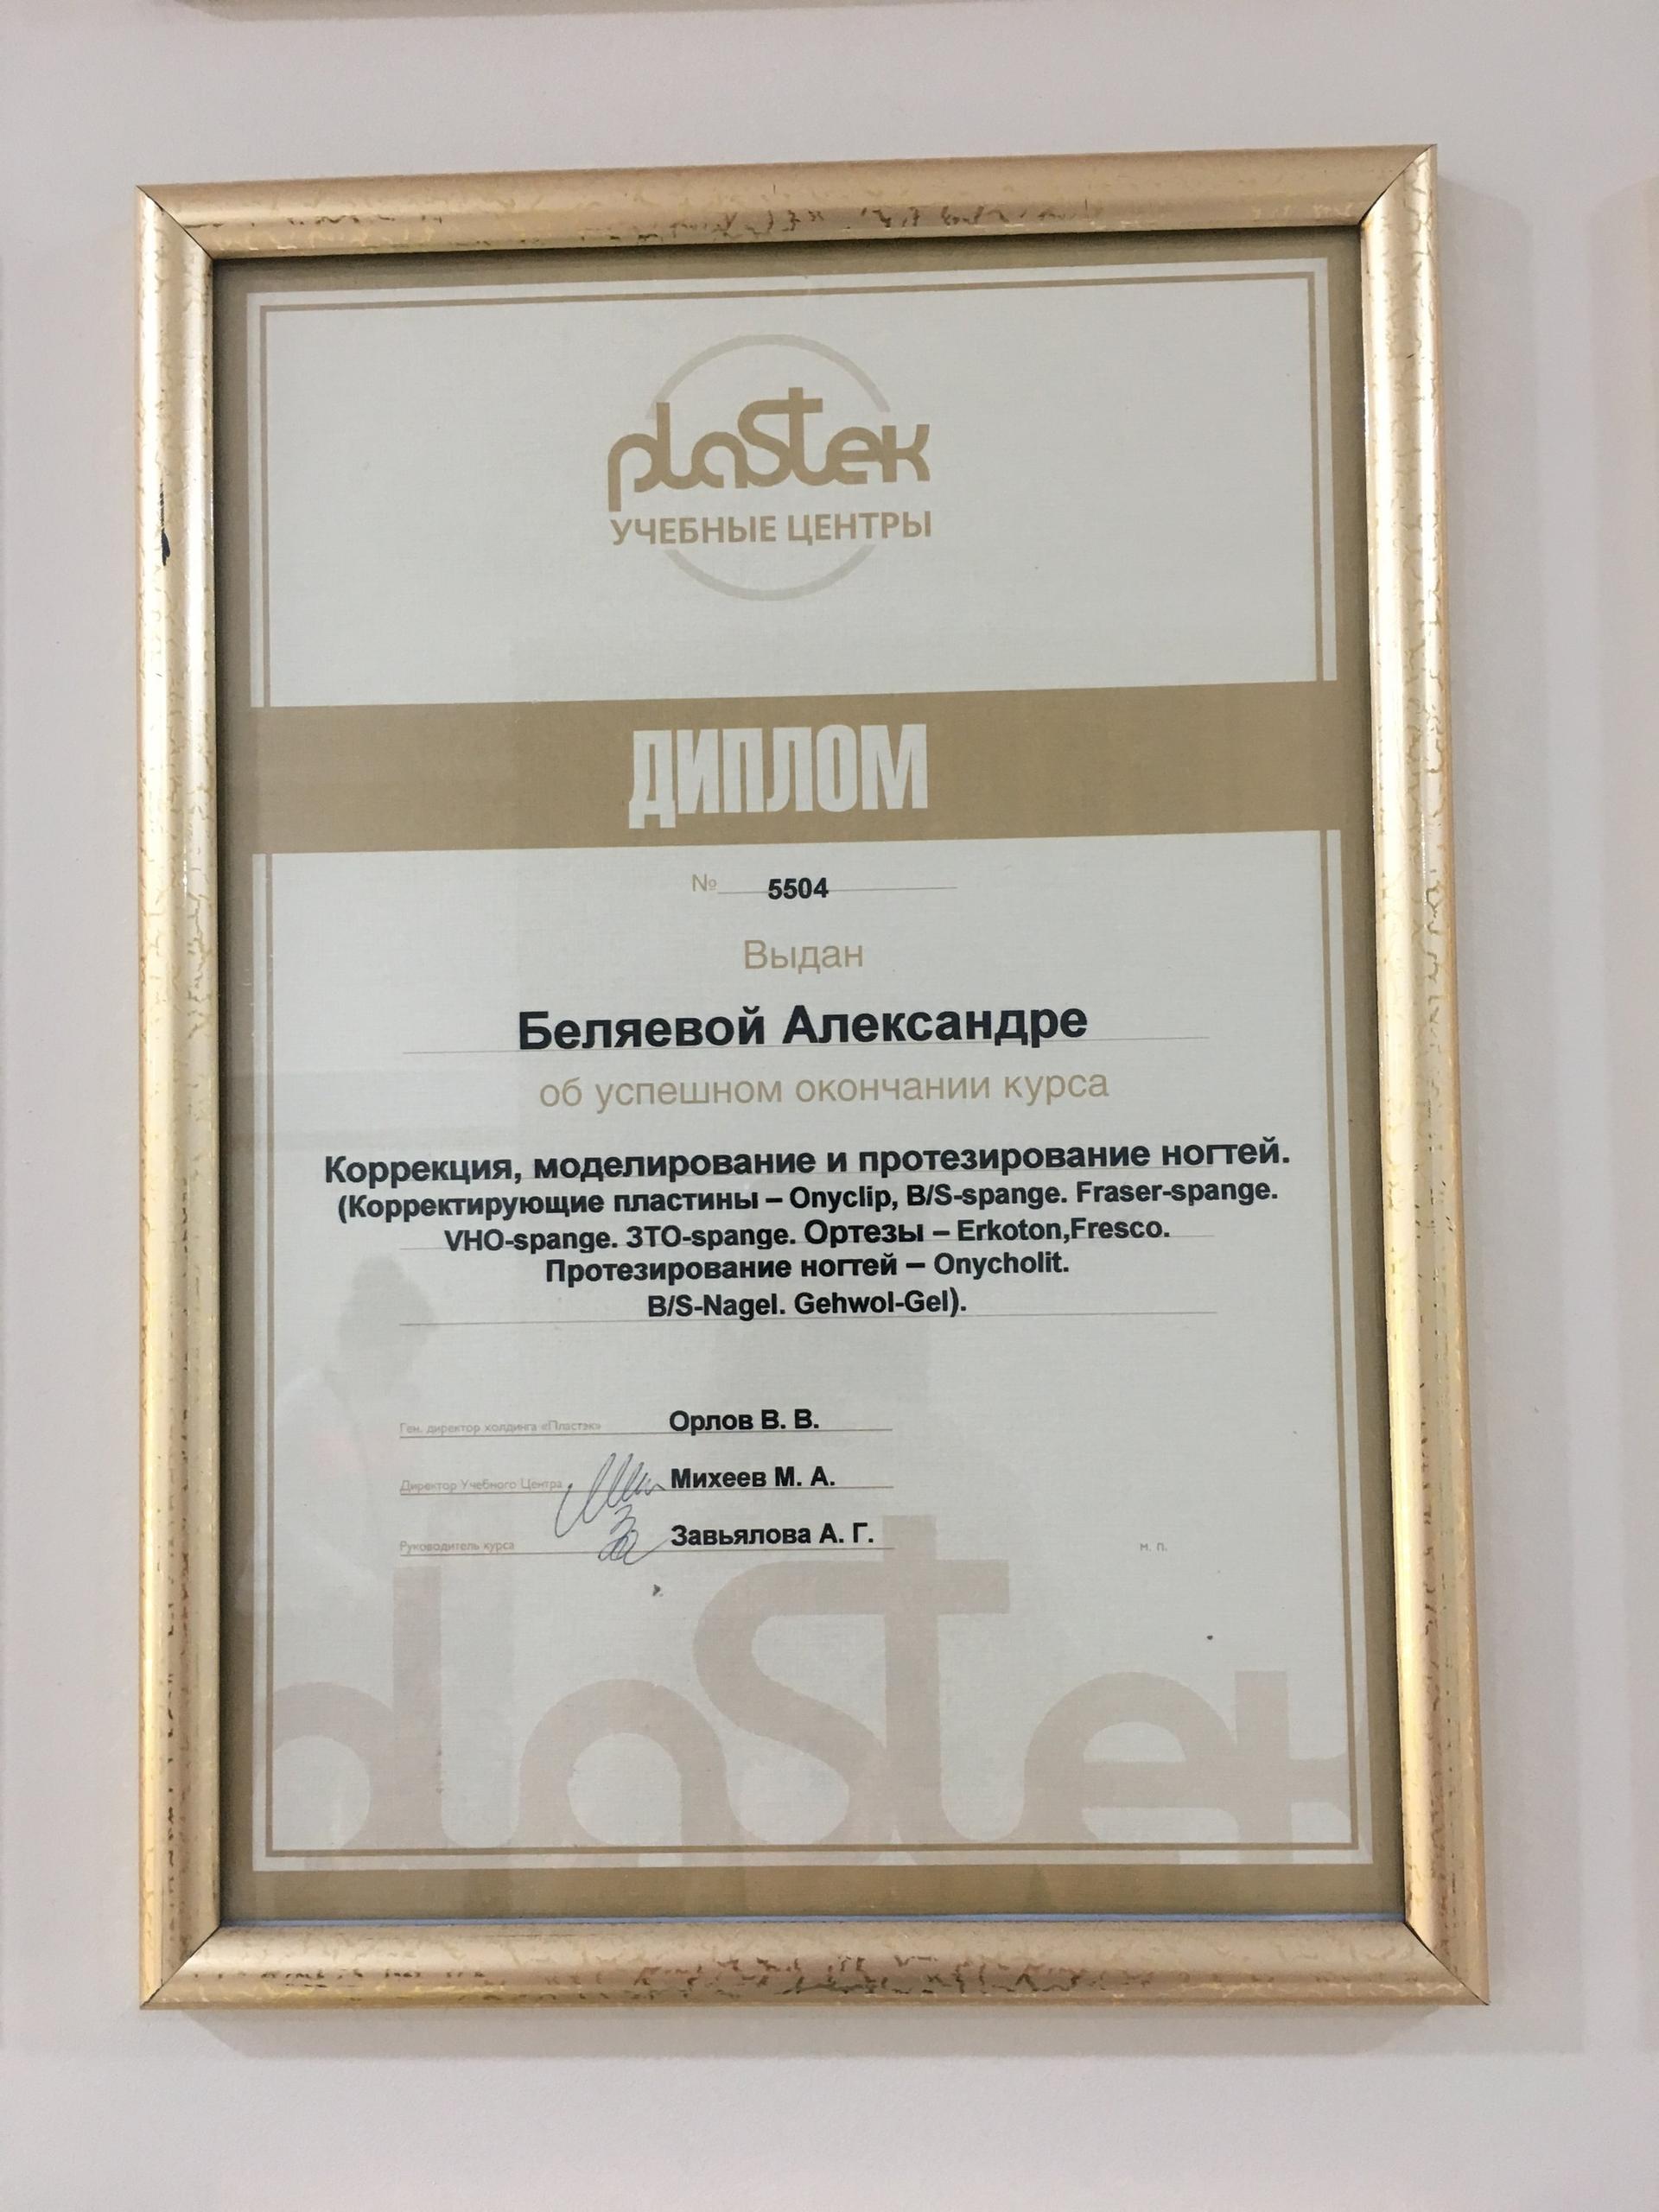 plastek
УЧЕБНЫЕ ЦЕНТРЫ
ДИПЛОМ
№ 5504
Выдан
Беляевой Александре
об успешном окончании курса
Коррекция, моделирование и протезирование ногтей.
(Корректирующие пластины – Onyclip, B/S-spange. Fraser-spange.
VHO-spange. 3TO-spange. Ортезы – Erkoton,Fresco.
Протезирование ногтей – Onycholit.
B/S-Nagel. Gehwol-Gel).
Ген. директор холдинга «Пластэк» Орлов В. В.
Директор Учебного Центра Михеев М. А.
Руководитель курса Завьялова А. Г.
м. п.
plastek